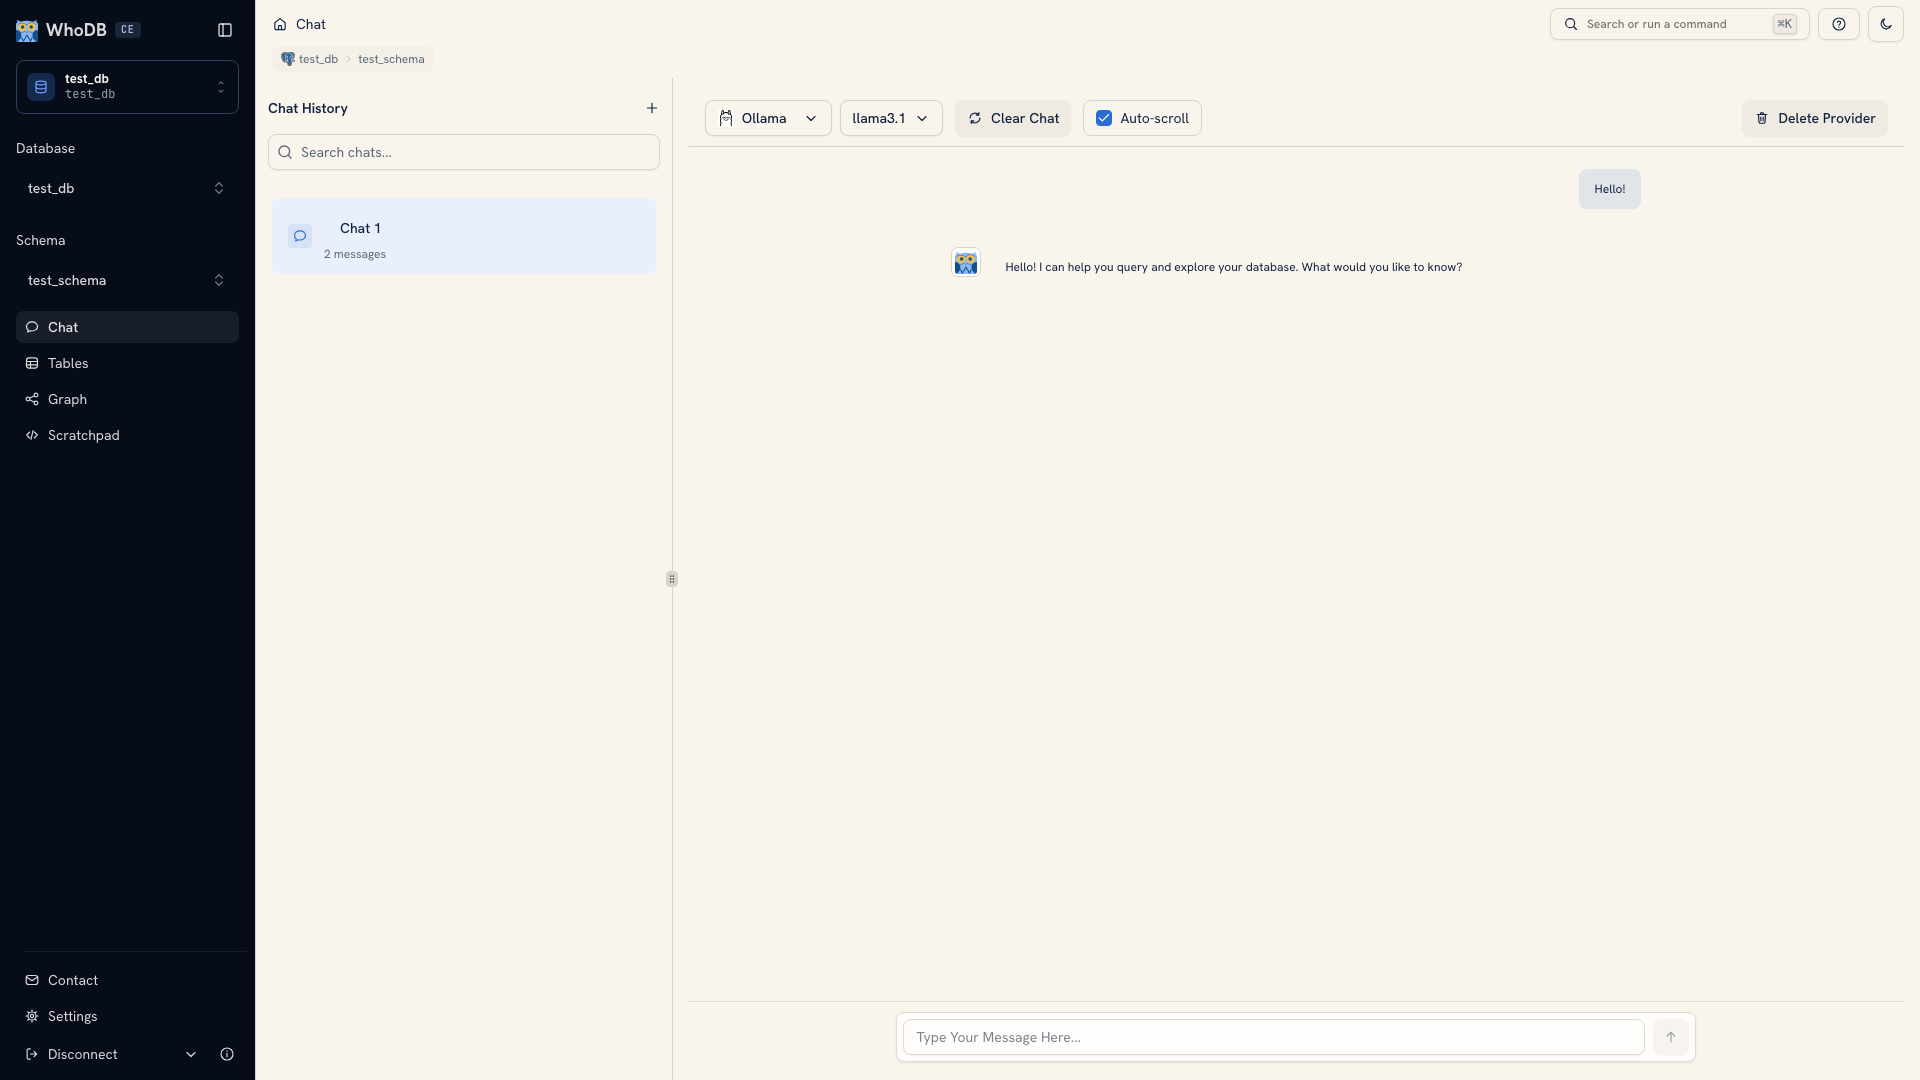 WhoDB CE
test_db
test_db
Database
test_db
Schema
test_schema
Chat
Tables
Graph
Scratchpad
Contact
Settings
Disconnect
Chat
test_db > test_schema
Search or run a command ⌘K
Chat History
Search chats...
Chat 1
2 messages
Ollama
llama3.1
Clear Chat
Auto-scroll
Delete Provider
Hello!
Hello! I can help you query and explore your database. What would you like to know?
Type Your Message Here...